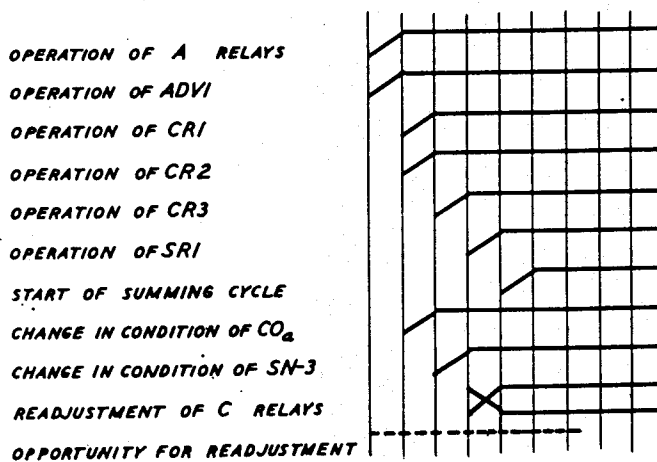 OPERATION OF A RELAYS
OPERATION OF ADV1
OPERATION OF CR1
OPERATION OF CR2
OPERATION OF CR3
OPERATION OF SR1
START OF SUMMING CYCLE
CHANGE IN CONDITION OF COa
CHANGE IN CONDITION OF SN-3
READJUSTMENT OF C RELAYS
OPPORTUNITY FOR READJUSTMENT